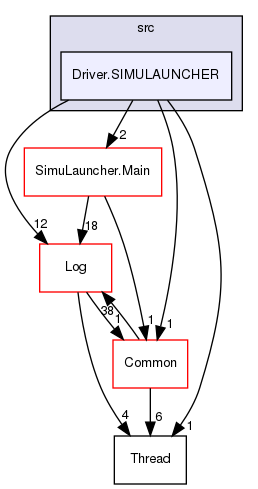 src
Driver.SIMULAUNCHER
2
SimuLauncher.Main
12
18
Log
38
1
1
1
Common
4
6
1
Thread